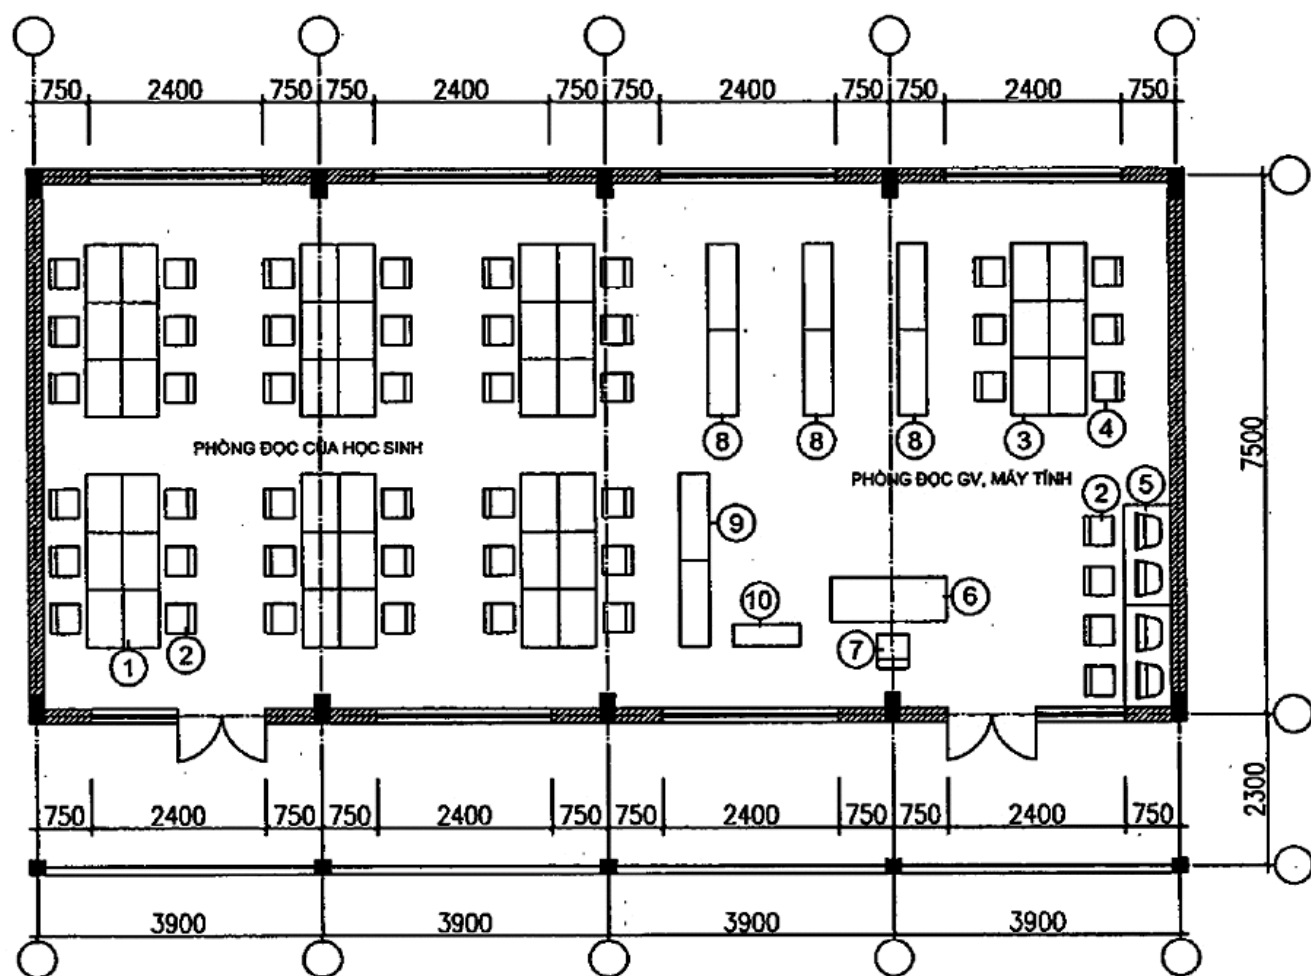 750 2400 750 750 2400 750 750 2400 750 750 2400 750
8 8 8 3 4
PHÒNG ĐỌC CỦA HỌC SINH
7500
PHÒNG ĐỌC GV, MÁY TÍNH
2 5
9
10 6
1 2 7
750 2400 750 750 2400 750 750 2400 750 750 2400 750
2300
3900 3900 3900 3900